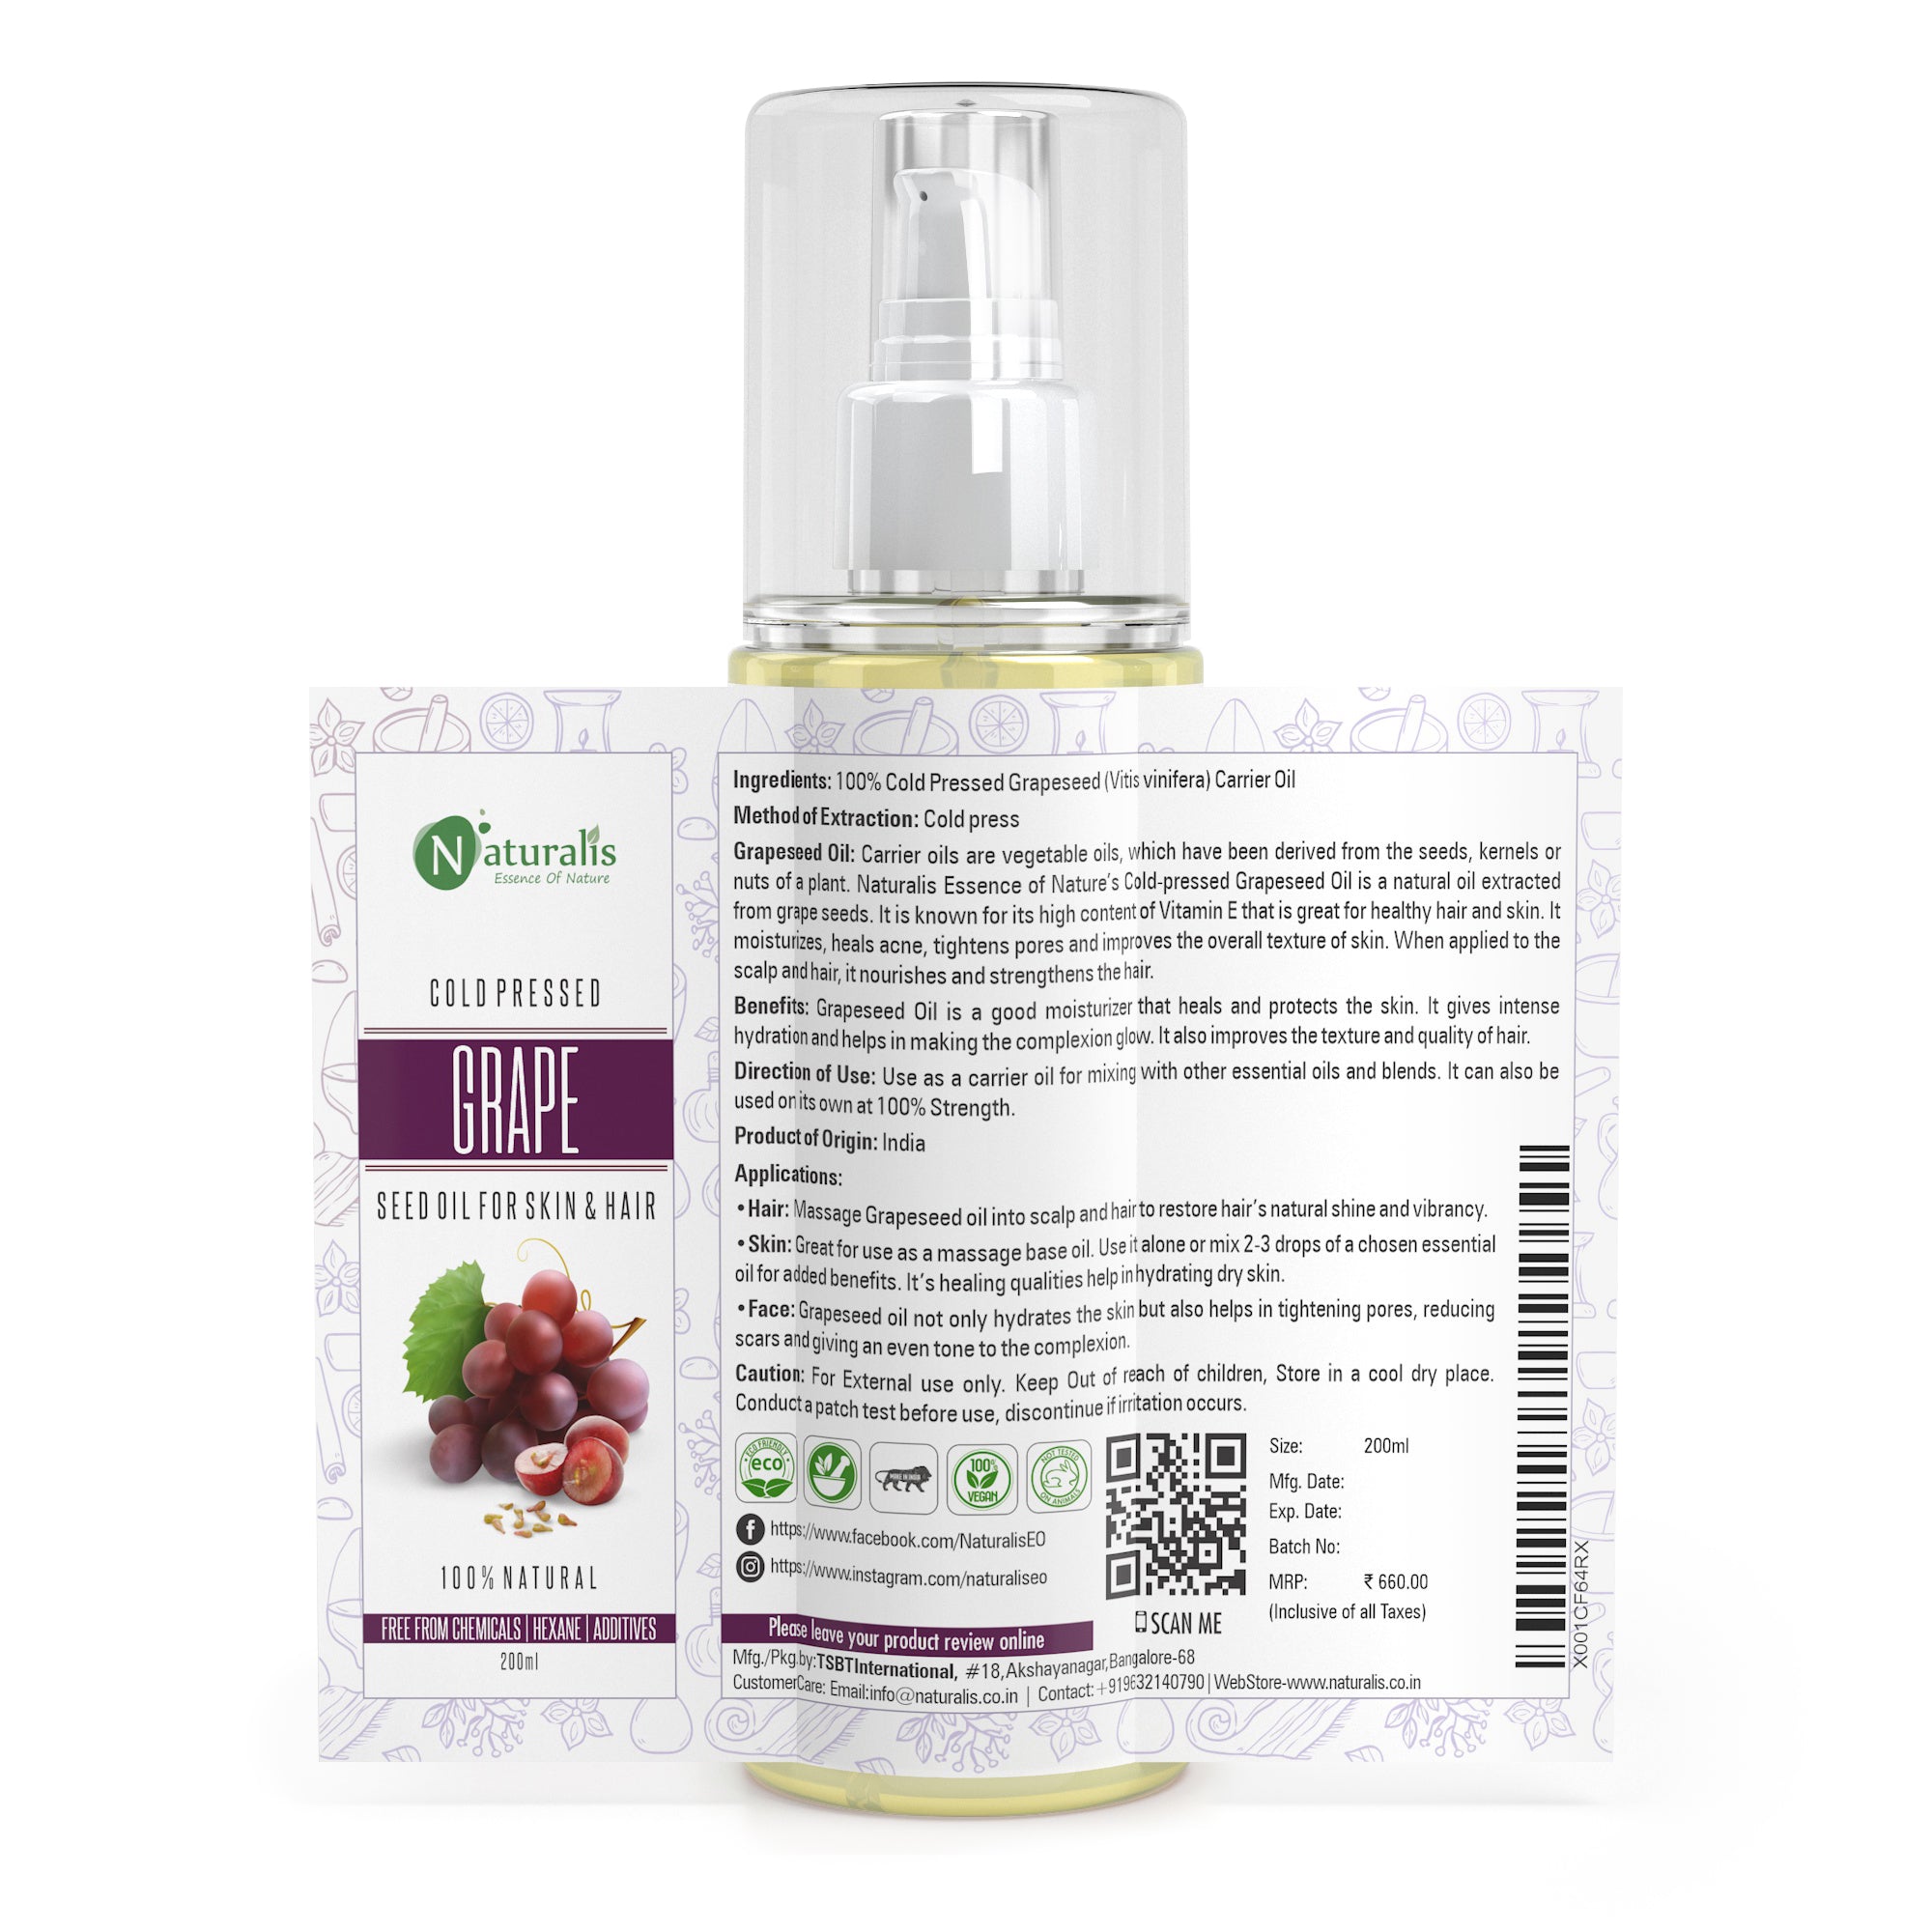 Naturalis
Essence Of Nature
COLD PRESSED
GRAPE
SEED OIL FOR SKIN & HAIR
100% NATURAL
FREE FROM CHEMICALS | HEXANE | ADDITIVES
200ml
Ingredients: 100% Cold Pressed Grapeseed (Vitis vinifera) Carrier Oil
Method of Extraction: Cold press
Grapeseed Oil: Carrier oils are vegetable oils, which have been derived from the seeds, kernels or
nuts of a plant. Naturalis Essence of Nature's Cold-pressed Grapeseed Oil is a natural oil extracted
from grape seeds. It is known for its high content of Vitamin E that is great for healthy hair and skin. It
moisturizes, heals acne, tightens pores and improves the overall texture of skin. When applied to the
scalp and hair, it nourishes and strengthens the hair.
Benefits: Grapeseed Oil is a good moisturizer that heals and protects the skin. It gives intense
hydration and helps in making the complexion glow. It also improves the texture and quality of hair.
Direction of Use: Use as a carrier oil for mixing with other essential oils and blends. It can also be
used on its own at 100% Strength.
Product of Origin: India
Applications:
• Hair: Massage Grapeseed oil into scalp and hair to restore hair's natural shine and vibrancy.
• Skin: Great for use as a massage base oil. Use it alone or mix 2-3 drops of a chosen essential
oil for added benefits. It's healing qualities help in hydrating dry skin.
• Face: Grapeseed oil not only hydrates the skin but also helps in tightening pores, reducing
scars and giving an even tone to the complexion.
Caution: For External use only. Keep Out of reach of children, Store in a cool dry place.
Conduct a patch test before use, discontinue if irritation occurs.
ECO FRIENDLY
eco
MADE IN INDIA
100%
VEGAN
NOT TESTED
ON ANIMALS
https://www.facebook.com/NaturalisEO
https://www.instagram.com/naturaliseo
SCAN ME
Size: 200ml
Mfg. Date:
Exp. Date:
Batch No:
MRP: ₹ 660.00
(Inclusive of all Taxes)
X001CF64RX
Please leave your product review online
Mfg./Pkg.by:TSBTInternational, #18,Akshayanagar,Bangalore-68
CustomerCare: Email:info@naturalis.co.in | Contact:+919632140790 | WebStore-www.naturalis.co.in